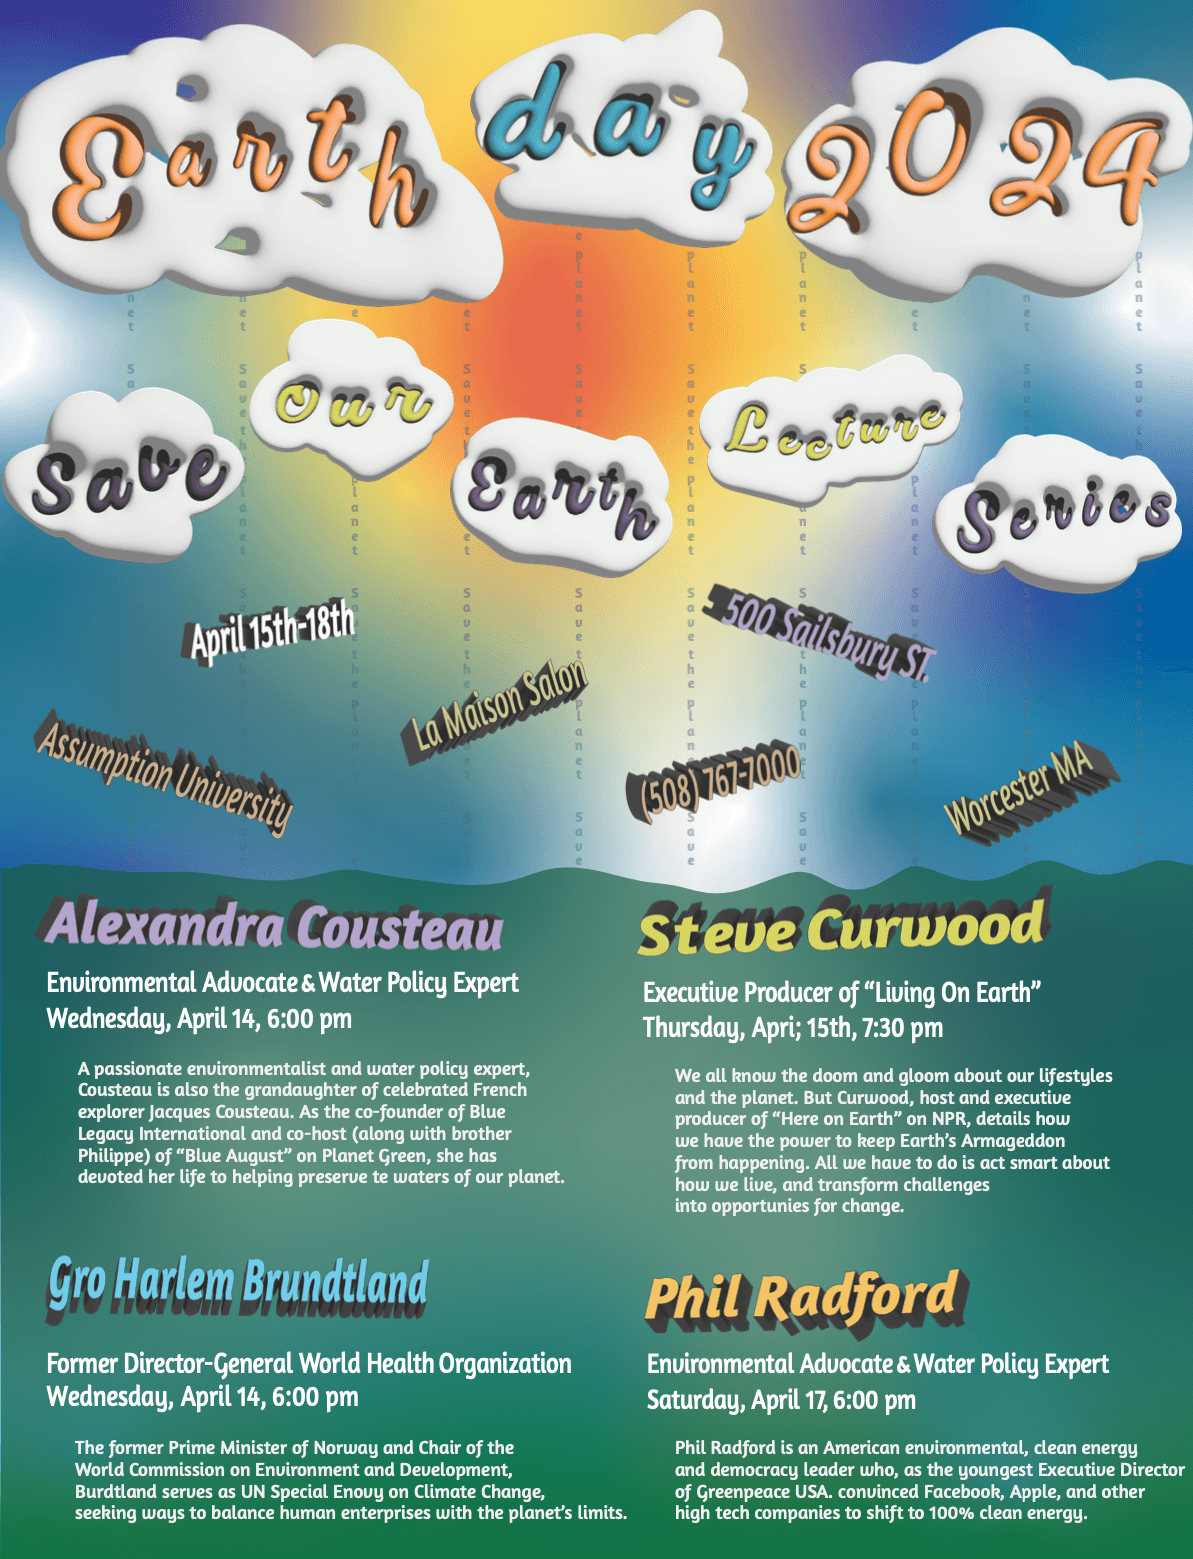 Earth day 2024
Save Our Earth Lecture Series
April 15th-18th
500 Sailsbury ST.
La Maison Salon
Assumption University
(508) 767-7000
Worcester MA
Save the planet
Alexandra Cousteau
Environmental Advocate & Water Policy Expert
Wednesday, April 14, 6:00 pm
A passionate environmentalist and water policy expert,
Cousteau is also the grandaughter of celebrated French
explorer Jacques Cousteau. As the co-founder of Blue
Legacy International and co-host (along with brother
Philippe) of “Blue August” on Planet Green, she has
devoted her life to helping preserve te waters of our planet.
Steve Curwood
Executive Producer of “Living On Earth”
Thursday, Apri; 15th, 7:30 pm
We all know the doom and gloom about our lifestyles
and the planet. But Curwood, host and executive
producer of “Here on Earth” on NPR, details how
we have the power to keep Earth’s Armageddon
from happening. All we have to do is act smart about
how we live, and transform challenges
into opportunies for change.
Gro Harlem Brundtland
Former Director-General World Health Organization
Wednesday, April 14, 6:00 pm
The former Prime Minister of Norway and Chair of the
World Commission on Environment and Development,
Burdtland serves as UN Special Enovy on Climate Change,
seeking ways to balance human enterprises with the planet’s limits.
Phil Radford
Environmental Advocate & Water Policy Expert
Saturday, April 17, 6:00 pm
Phil Radford is an American environmental, clean energy
and democracy leader who, as the youngest Executive Director
of Greenpeace USA. convinced Facebook, Apple, and other
high tech companies to shift to 100% clean energy.